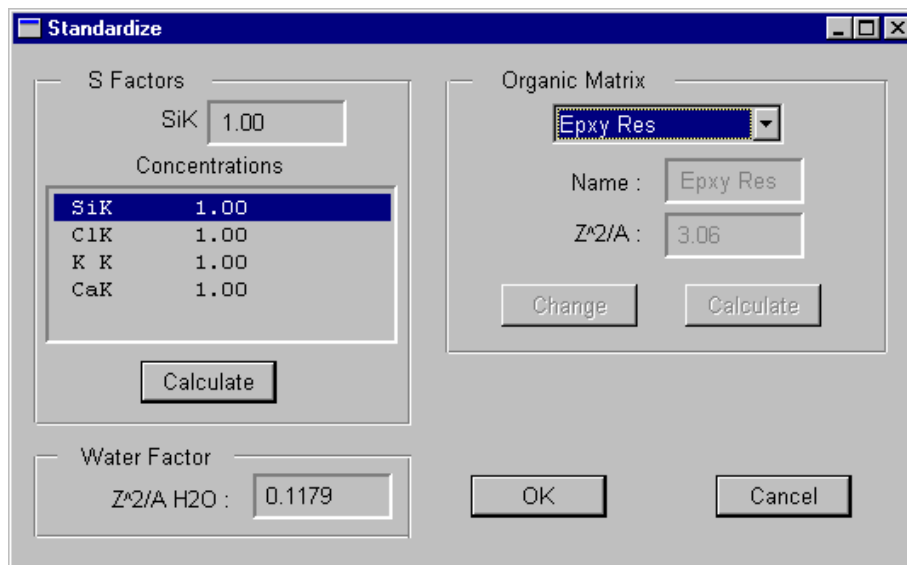 Standardize
S Factors
SiK 1.00
Concentrations
SiK 1.00
ClK 1.00
K K 1.00
CaK 1.00
Calculate
Water Factor
Z^2/A H2O : 0.1179
Organic Matrix
Epxy Res
Name : Epxy Res
Z^2/A : 3.06
Change Calculate
OK Cancel